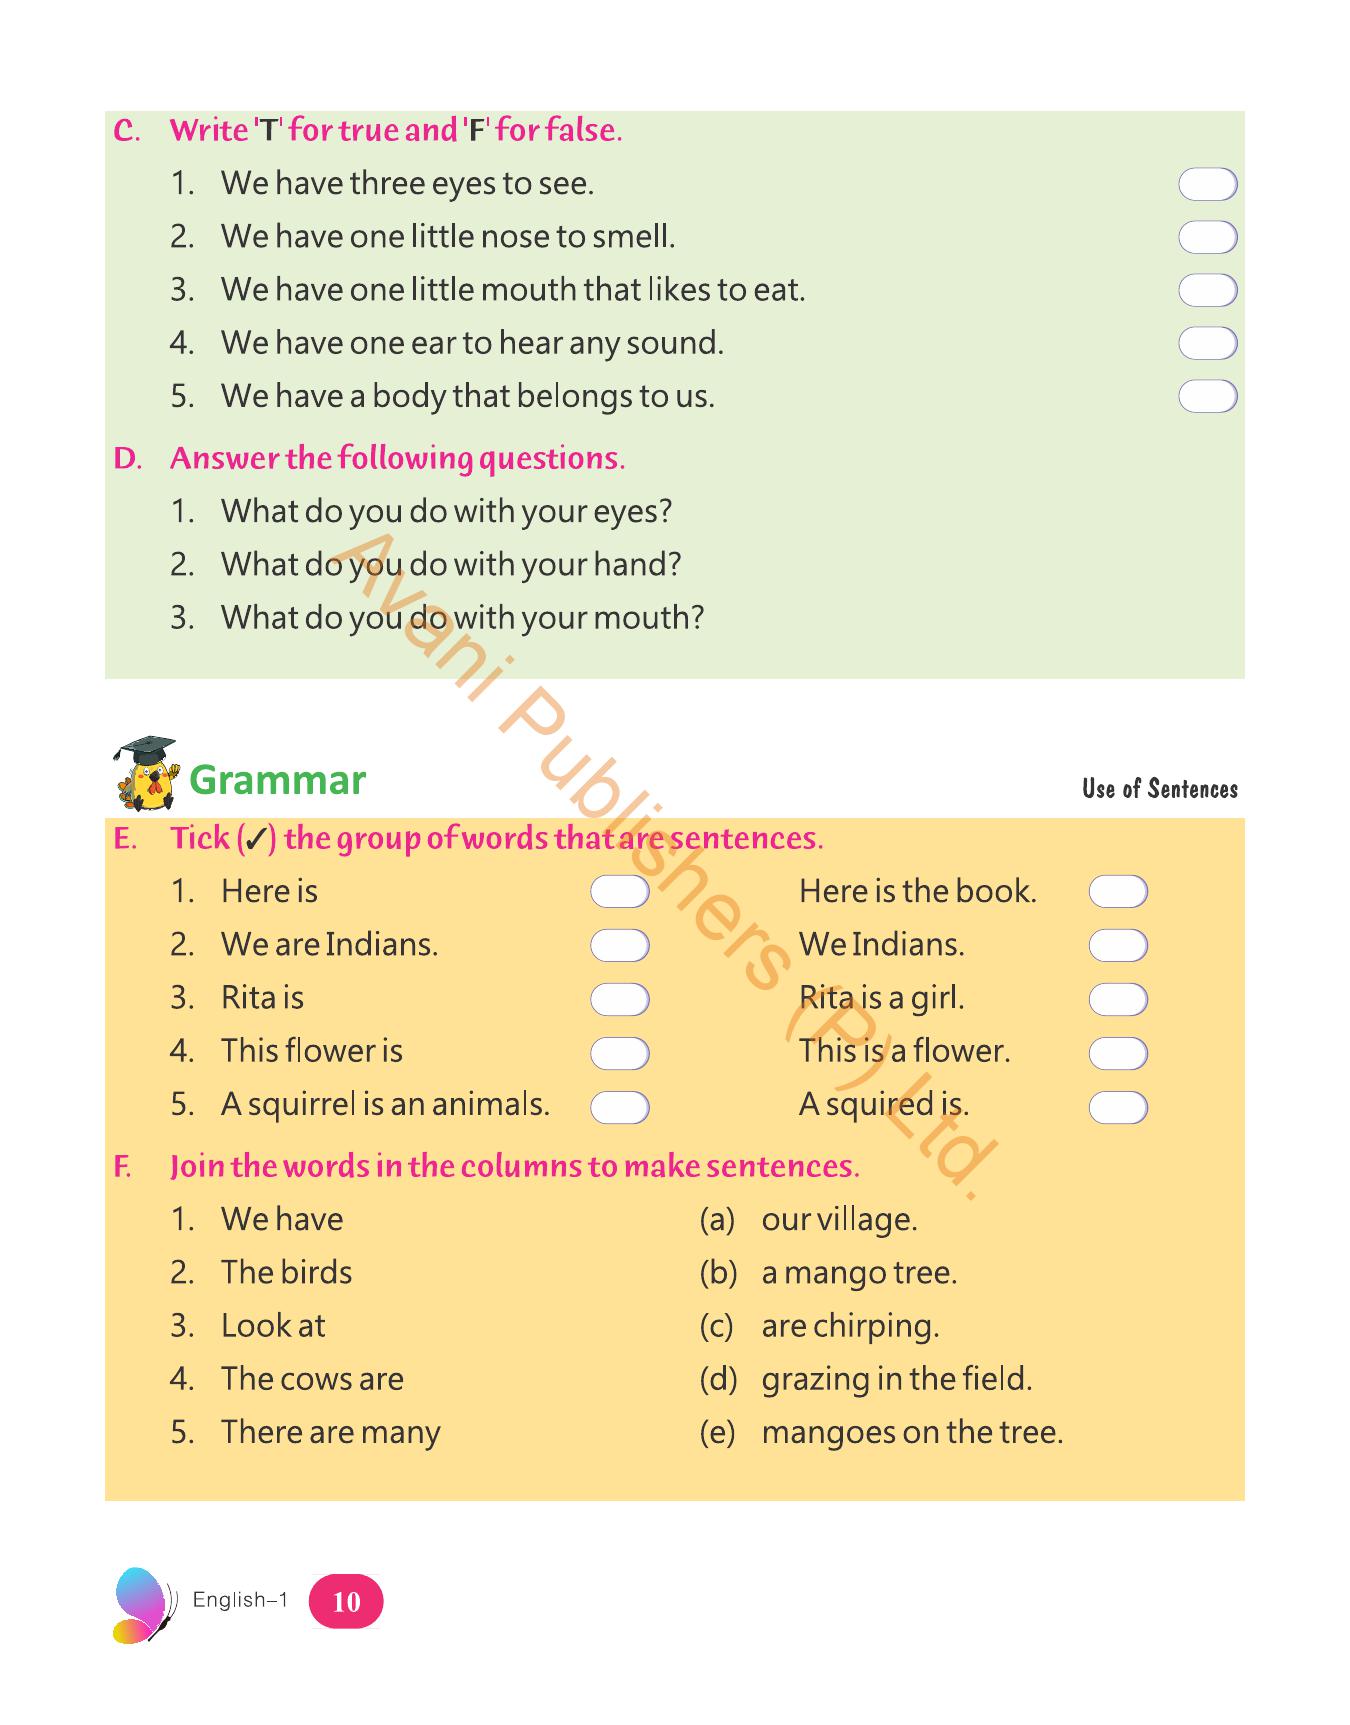 C. Write 'T' for true and 'F' for false.
1. We have three eyes to see.
2. We have one little nose to smell.
3. We have one little mouth that likes to eat.
4. We have one ear to hear any sound.
5. We have a body that belongs to us.
D. Answer the following questions.
1. What do you do with your eyes?
2. What do you do with your hand?
3. What do you do with your mouth?
Avani Publishers (P) Ltd.
Grammar Use of Sentences
E. Tick (✓) the group of words that are sentences.
1. Here is Here is the book.
2. We are Indians. We Indians.
3. Rita is Rita is a girl.
4. This flower is This is a flower.
5. A squirrel is an animals. A squired is.
F. Join the words in the columns to make sentences.
1. We have (a) our village.
2. The birds (b) a mango tree.
3. Look at (c) are chirping.
4. The cows are (d) grazing in the field.
5. There are many (e) mangoes on the tree.
English–1 10